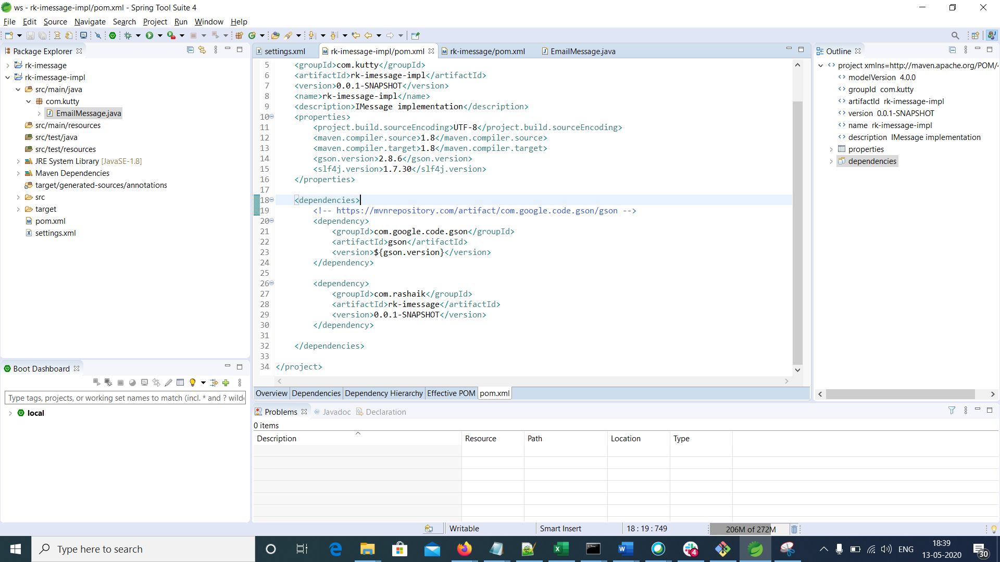 ws - rk-imessage-impl/pom.xml - Spring Tool Suite 4
File Edit Source Navigate Search Project Run Window Help
Package Explorer
rk-imessage
rk-imessage-impl
src/main/java
com.kutty
EmailMessage.java
src/main/resources
src/test/java
src/test/resources
JRE System Library [JavaSE-1.8]
Maven Dependencies
target/generated-sources/annotations
src
target
pom.xml
settings.xml
Boot Dashboard
Type tags, projects, or working set names to match (incl. * and ? wild
local
settings.xml rk-imessage-impl/pom.xml rk-imessage/pom.xml EmailMessage.java
5 <groupId>com.kutty</groupId>
6 <artifactId>rk-imessage-impl</artifactId>
7 <version>0.0.1-SNAPSHOT</version>
8 <name>rk-imessage-impl</name>
9 <description>IMessage implementation</description>
10 <properties>
11 <project.build.sourceEncoding>UTF-8</project.build.sourceEncoding>
12 <maven.compiler.source>1.8</maven.compiler.source>
13 <maven.compiler.target>1.8</maven.compiler.target>
14 <gson.version>2.8.6</gson.version>
15 <slf4j.version>1.7.30</slf4j.version>
16 </properties>
17
18 <dependencies>
19 <!-- https://mvnrepository.com/artifact/com.google.code.gson/gson -->
20 <dependency>
21 <groupId>com.google.code.gson</groupId>
22 <artifactId>gson</artifactId>
23 <version>${gson.version}</version>
24 </dependency>
25
26 <dependency>
27 <groupId>com.rashaik</groupId>
28 <artifactId>rk-imessage</artifactId>
29 <version>0.0.1-SNAPSHOT</version>
30 </dependency>
31
32 </dependencies>
33
34 </project>
Overview Dependencies Dependency Hierarchy Effective POM pom.xml
Outline
project xmlns=http://maven.apache.org/POM/
modelVersion 4.0.0
groupId com.kutty
artifactId rk-imessage-impl
version 0.0.1-SNAPSHOT
name rk-imessage-impl
description IMessage implementation
properties
dependencies
Problems @ Javadoc Declaration
0 items
Description Resource Path Location Type
Writable Smart Insert 18 : 19 : 749 206M of 272M
Type here to search
4
ENG
18:39
13-05-2020
30